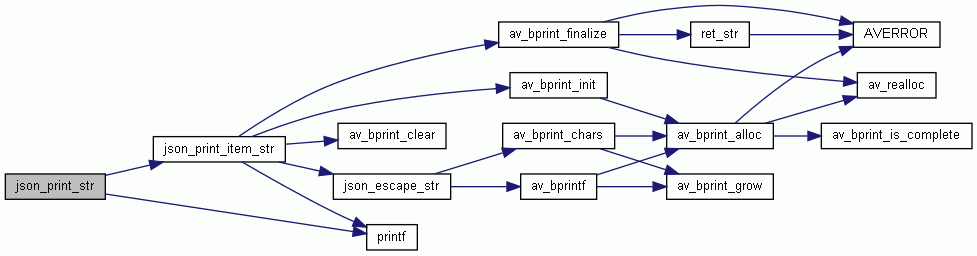 json_print_str
json_print_item_str
av_bprint_finalize
av_bprint_init
av_bprint_clear
json_escape_str
printf
av_bprint_chars
av_bprintf
ret_str
av_bprint_alloc
av_bprint_grow
AVERROR
av_realloc
av_bprint_is_complete